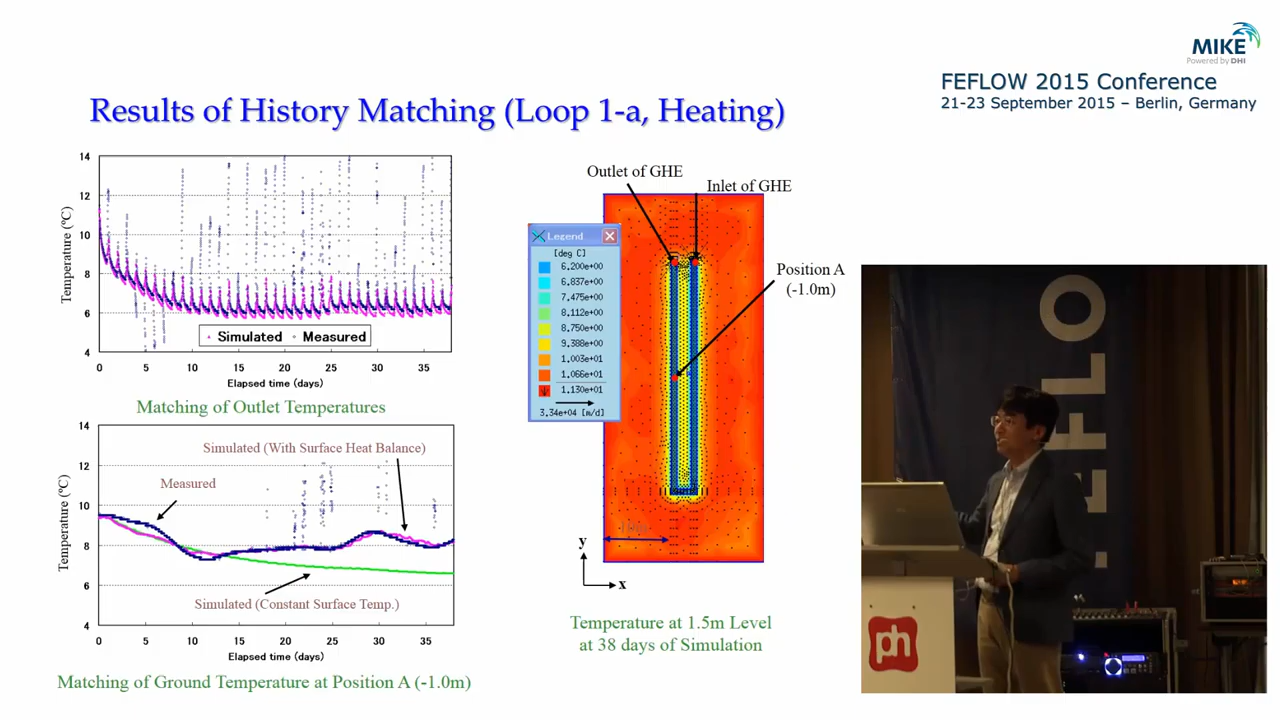 MIKE
Powered by DHI
FEFLOW 2015 Conference
21-23 September 2015 – Berlin, Germany
Results of History Matching (Loop 1-a, Heating)
14
12
10
8
6
4
Temperature (ºC)
Simulated
Measured
0 5 10 15 20 25 30 35
Elapsed time (days)
Matching of Outlet Temperatures
14
12
10
8
6
4
Temperature (ºC)
Simulated (With Surface Heat Balance)
Measured
Simulated (Constant Surface Temp.)
0 5 10 15 20 25 30 35
Elapsed time (days)
Matching of Ground Temperature at Position A (-1.0m)
Outlet of GHE
Inlet of GHE
Position A
(-1.0m)
Legend
[deg C]
6.200e+00
6.837e+00
7.475e+00
8.112e+00
8.750e+00
9.388e+00
1.003e+01
1.066e+01
1.130e+01
3.34e+04 [m/d]
y
x
Temperature at 1.5m Level
at 38 days of Simulation
EFLO
ph